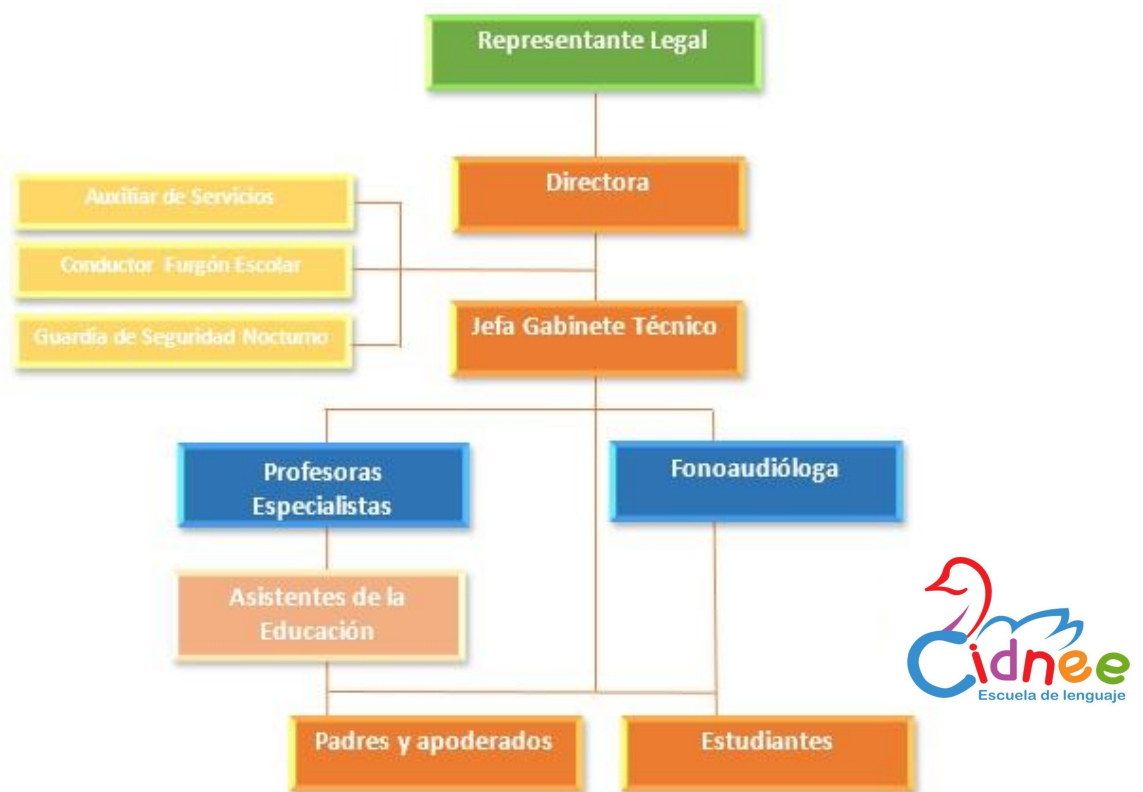 Representante Legal
Directora
Auxiliar de Servicios
Conductor Furgón Escolar
Guardia de Seguridad Nocturno
Jefa Gabinete Técnico
Profesoras
Especialistas
Fonoaudióloga
Asistentes de la
Educación
Cidnee
Escuela de lenguaje
Padres y apoderados
Estudiantes